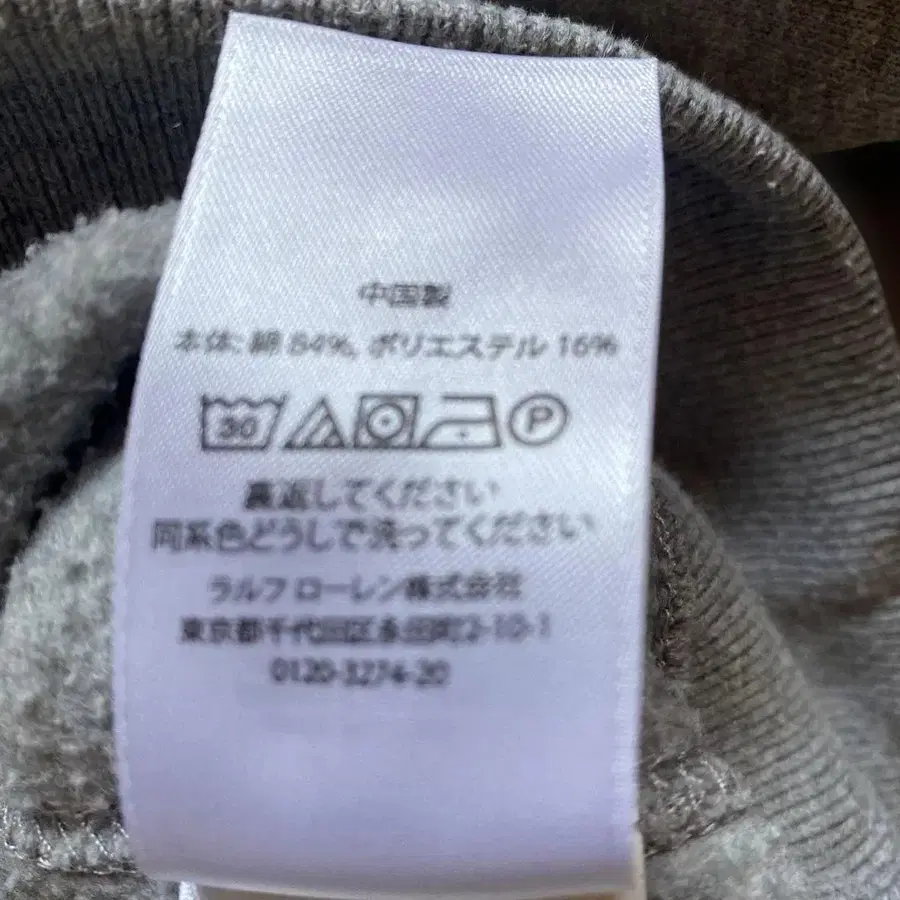 中国製
本体: 綿 84%, ポリエステル 16%
30 P
裏返してください
同系色どうしで洗ってください
ラルフ ローレン株式会社
東京都千代田区永田町2-10-1
0120-3274-20